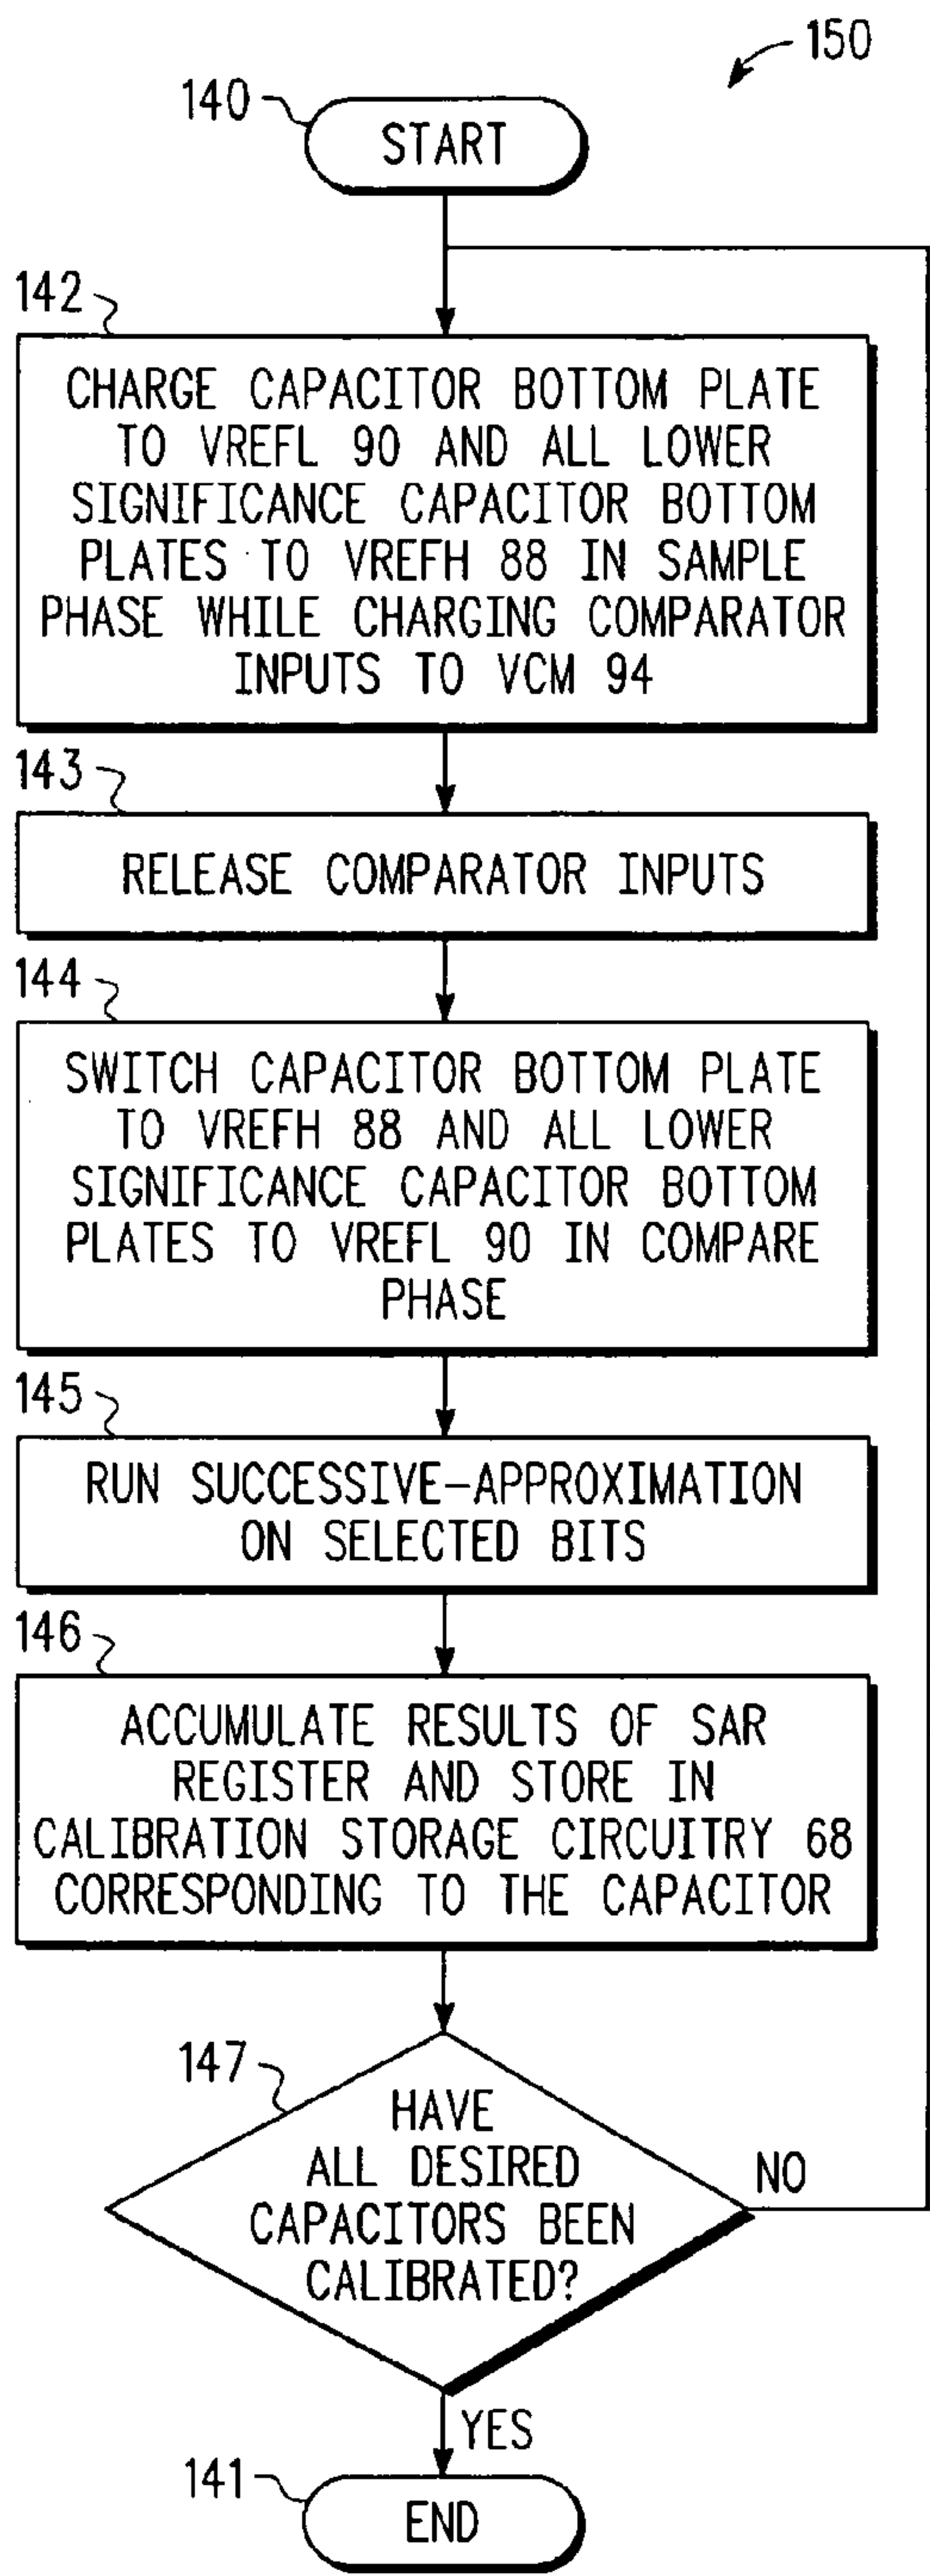 150
140
START
142
CHARGE CAPACITOR BOTTOM PLATE
TO VREFL 90 AND ALL LOWER
SIGNIFICANCE CAPACITOR BOTTOM
PLATES TO VREFH 88 IN SAMPLE
PHASE WHILE CHARGING COMPARATOR
INPUTS TO VCM 94
143
RELEASE COMPARATOR INPUTS
144
SWITCH CAPACITOR BOTTOM PLATE
TO VREFH 88 AND ALL LOWER
SIGNIFICANCE CAPACITOR BOTTOM
PLATES TO VREFL 90 IN COMPARE
PHASE
145
RUN SUCCESSIVE-APPROXIMATION
ON SELECTED BITS
146
ACCUMULATE RESULTS OF SAR
REGISTER AND STORE IN
CALIBRATION STORAGE CIRCUITRY 68
CORRESPONDING TO THE CAPACITOR
147
HAVE
ALL DESIRED
CAPACITORS BEEN
CALIBRATED?
NO
YES
141
END